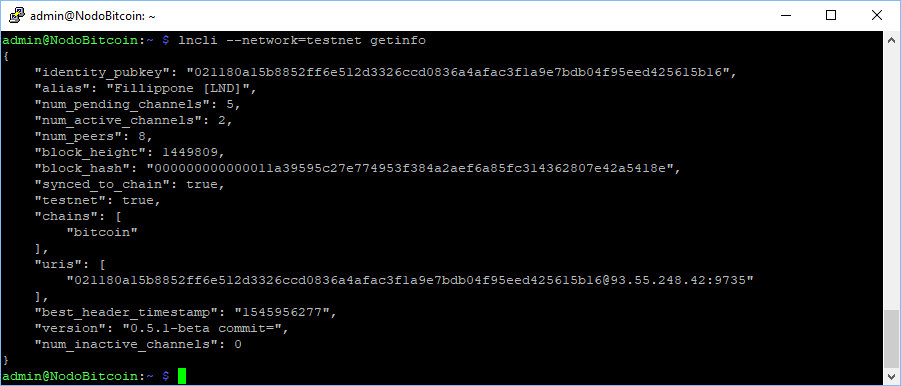 admin@NodoBitcoin: ~
admin@NodoBitcoin:~ $ lncli --network=testnet getinfo
{
    "identity_pubkey": "021180a15b8852ff6e512d3326ccd0836a4afac3f1a9e7bdb04f95eed425615b16",
    "alias": "Fillippone [LND]",
    "num_pending_channels": 5,
    "num_active_channels": 2,
    "num_peers": 8,
    "block_height": 1449809,
    "block_hash": "000000000000011a39595c27e774953f384a2aef6a85fc314362807e42a5418e",
    "synced_to_chain": true,
    "testnet": true,
    "chains": [
        "bitcoin"
    ],
    "uris": [
        "021180a15b8852ff6e512d3326ccd0836a4afac3f1a9e7bdb04f95eed425615b16@93.55.248.42:9735"
    ],
    "best_header_timestamp": "1545956277",
    "version": "0.5.1-beta commit=",
    "num_inactive_channels": 0
}
admin@NodoBitcoin:~ $